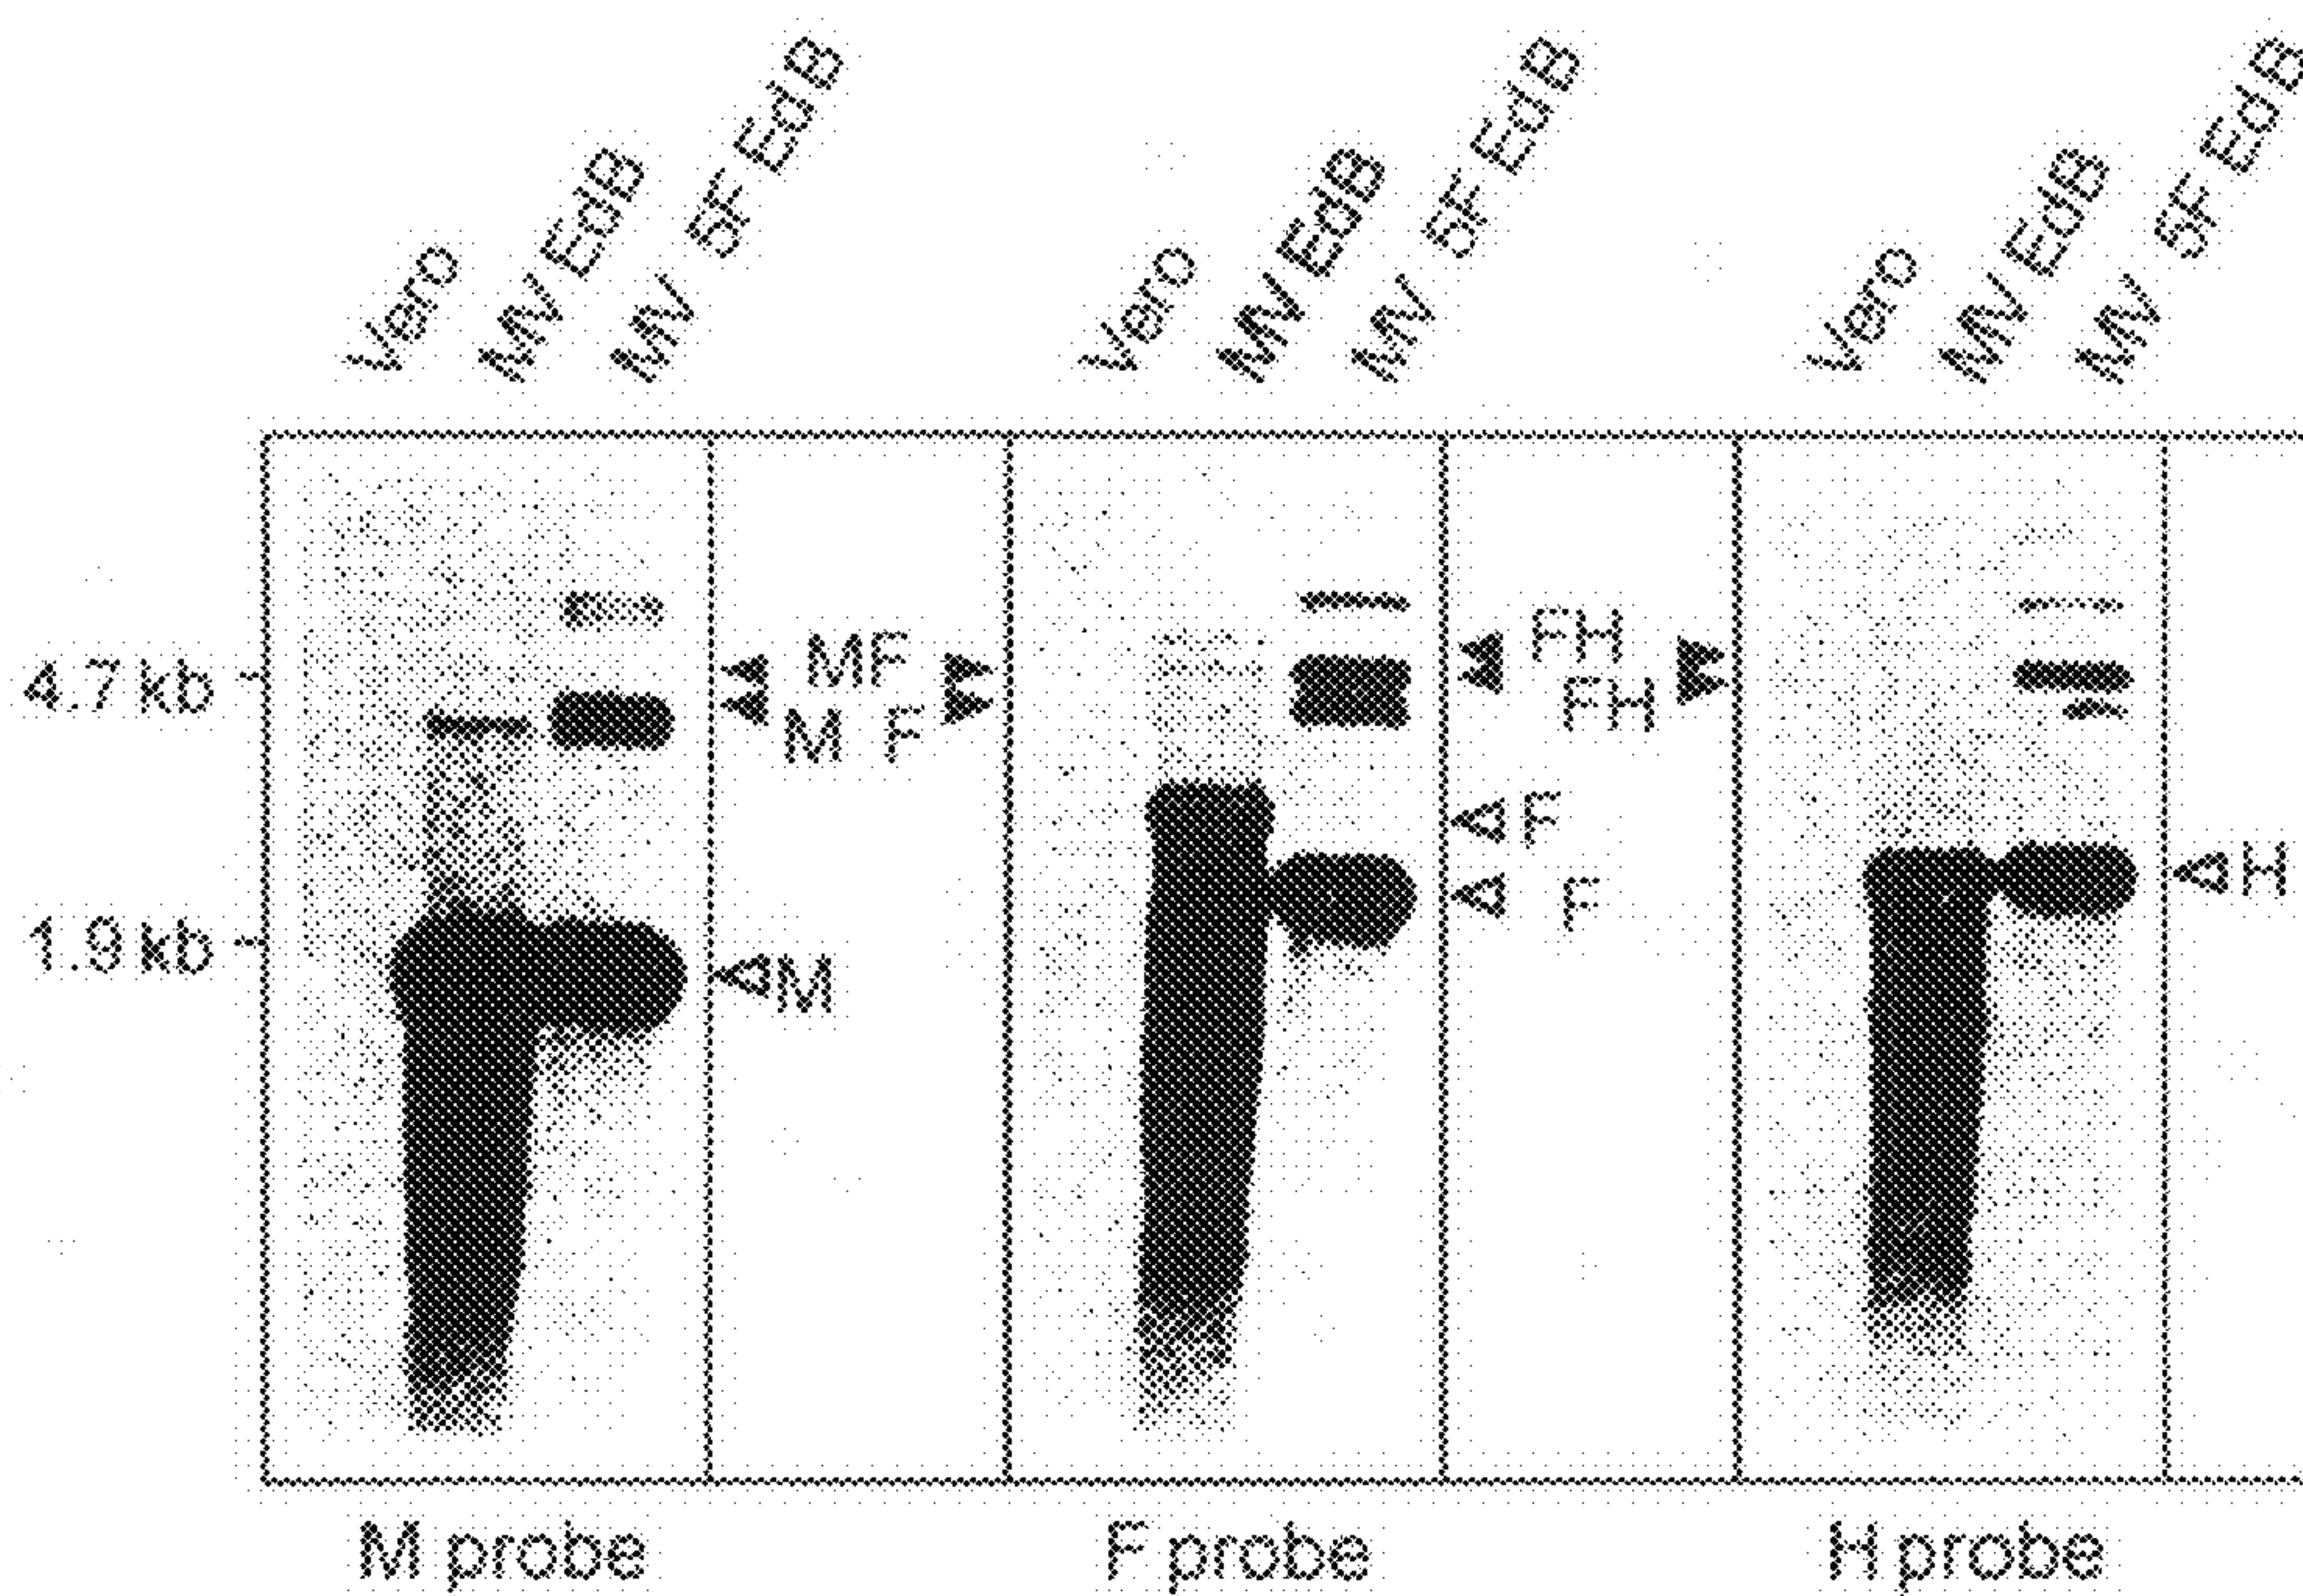 Vero MV EdB MV 5F EdB Vero MV EdB MV 5F EdB Vero MV EdB MV 5F EdB
4.7 kb MF FH
M F FH
F
1.9 kb F H
M
M probe F probe H probe